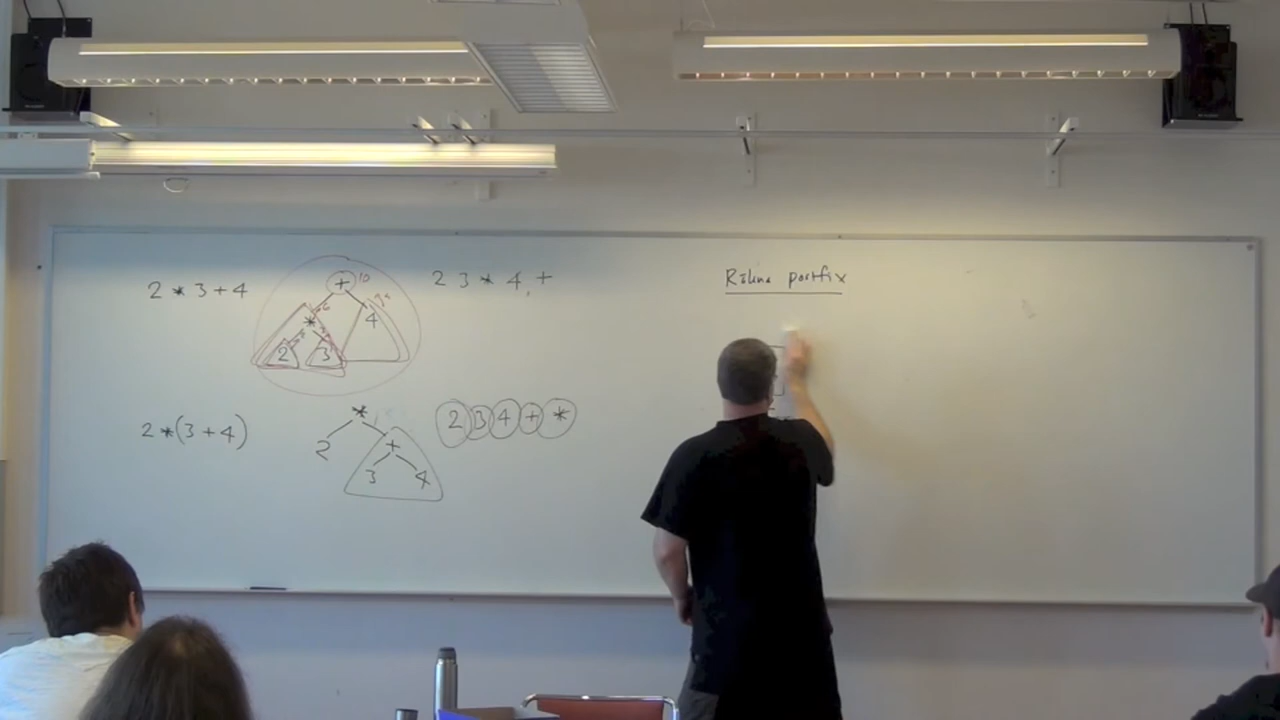 2 * 3 + 4
+ 10
* 6
4
2 3
2 3 * 4, +
2 * (3 + 4)
*
2 +
3 4
2 3 4 + *
Räkna postfix